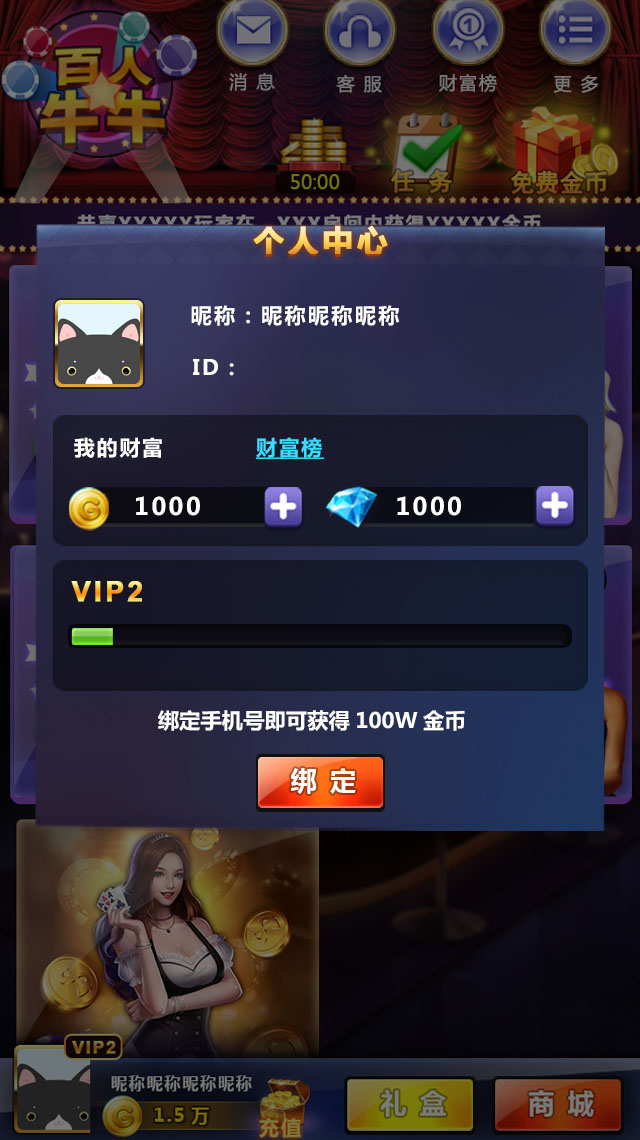 百人
牛牛
消息
客服
财富榜
更多
50:00
任务
免费金币
恭喜XXXXX玩家在 XXX房间内获得XXXXX金币
个人中心
昵称：昵称昵称昵称
ID：
我的财富 财富榜
G 1000 1000
VIP2
绑定手机号即可获得 100W 金币
绑定
VIP2
昵称昵称昵称昵称
G 1.5万
充值
礼盒
商城